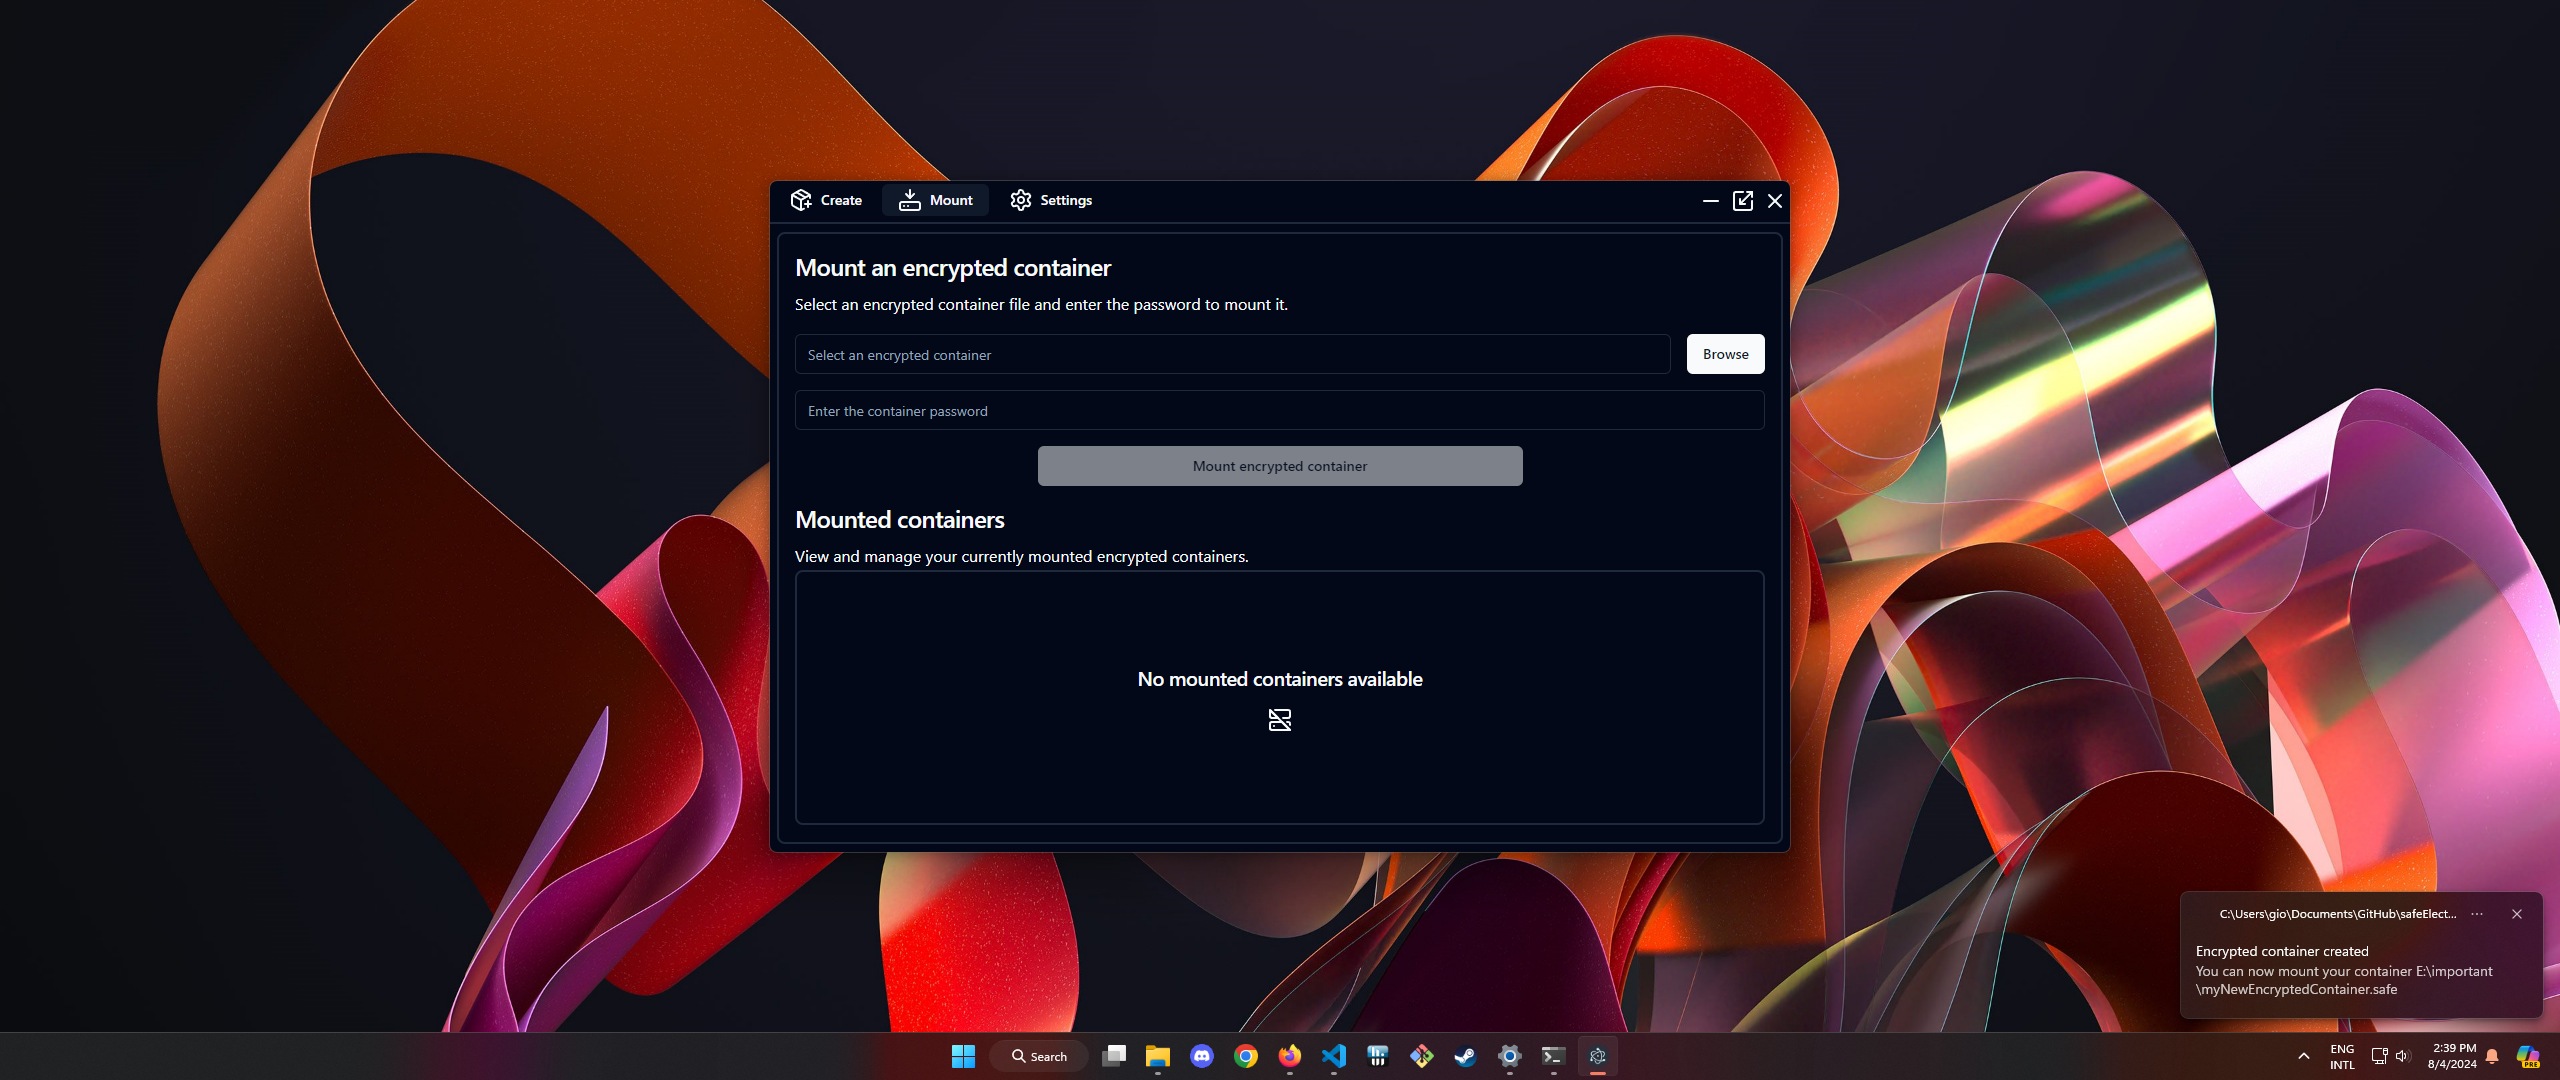 Create Mount Settings
Mount an encrypted container
Select an encrypted container file and enter the password to mount it.
Select an encrypted container Browse
Enter the container password
Mount encrypted container
Mounted containers
View and manage your currently mounted encrypted containers.
No mounted containers available
C:\Users\gio\Documents\GitHub\safeElect...
Encrypted container created
You can now mount your container E:\important
\myNewEncryptedContainer.safe
Search
ENG
INTL
2:39 PM
8/4/2024
PRE